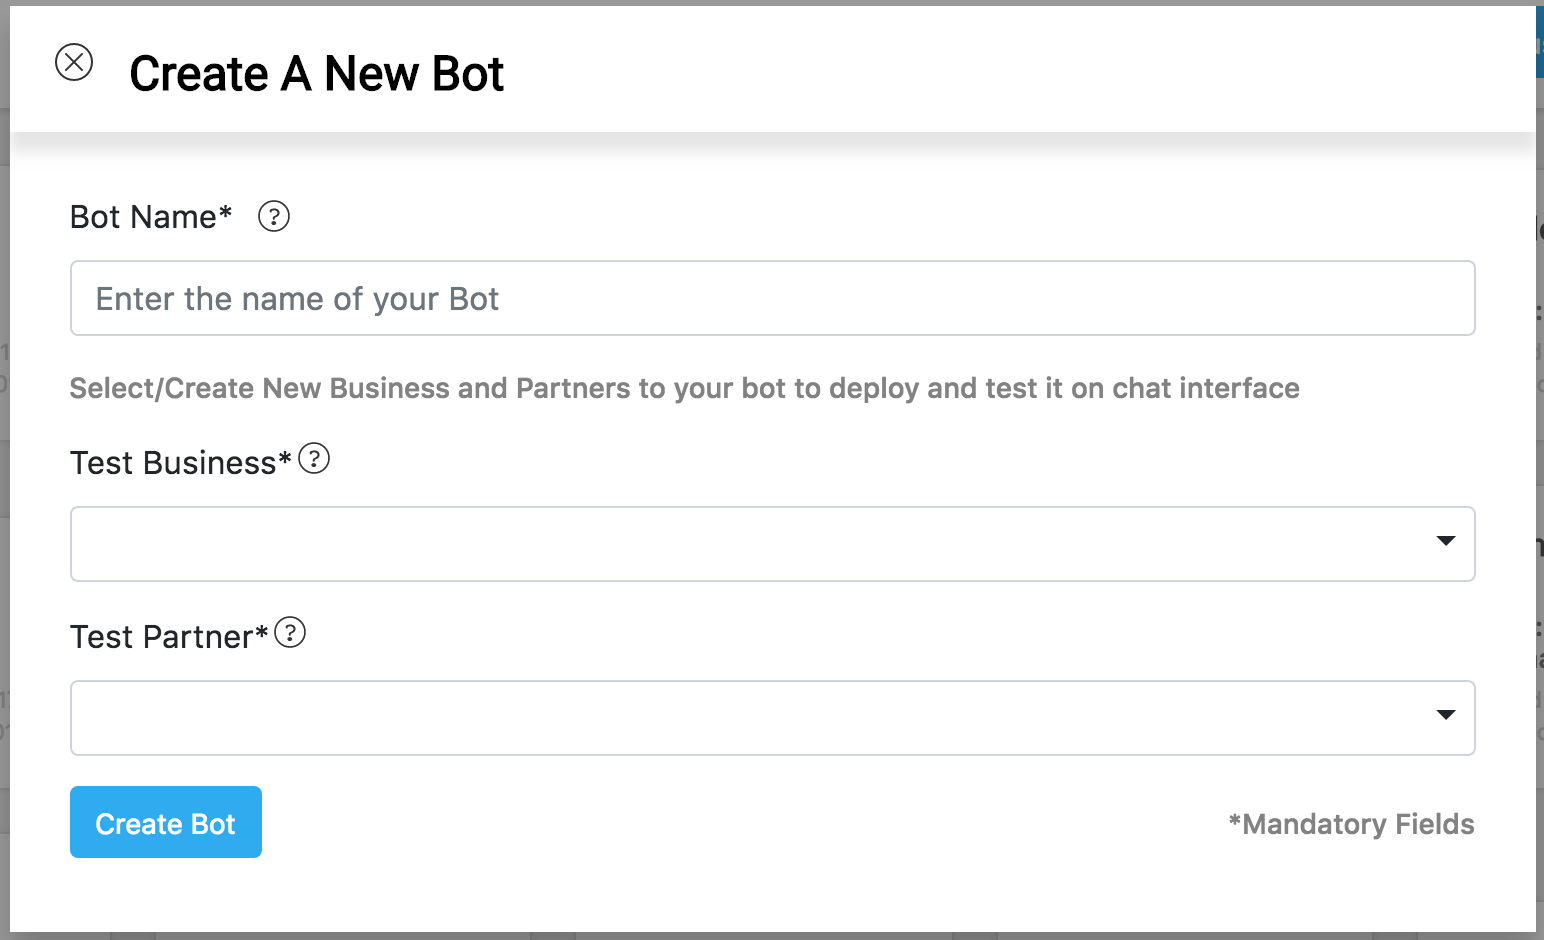 Create A New Bot
Bot Name*
Enter the name of your Bot
Select/Create New Business and Partners to your bot to deploy and test it on chat interface
Test Business*
Test Partner*
Create Bot
*Mandatory Fields